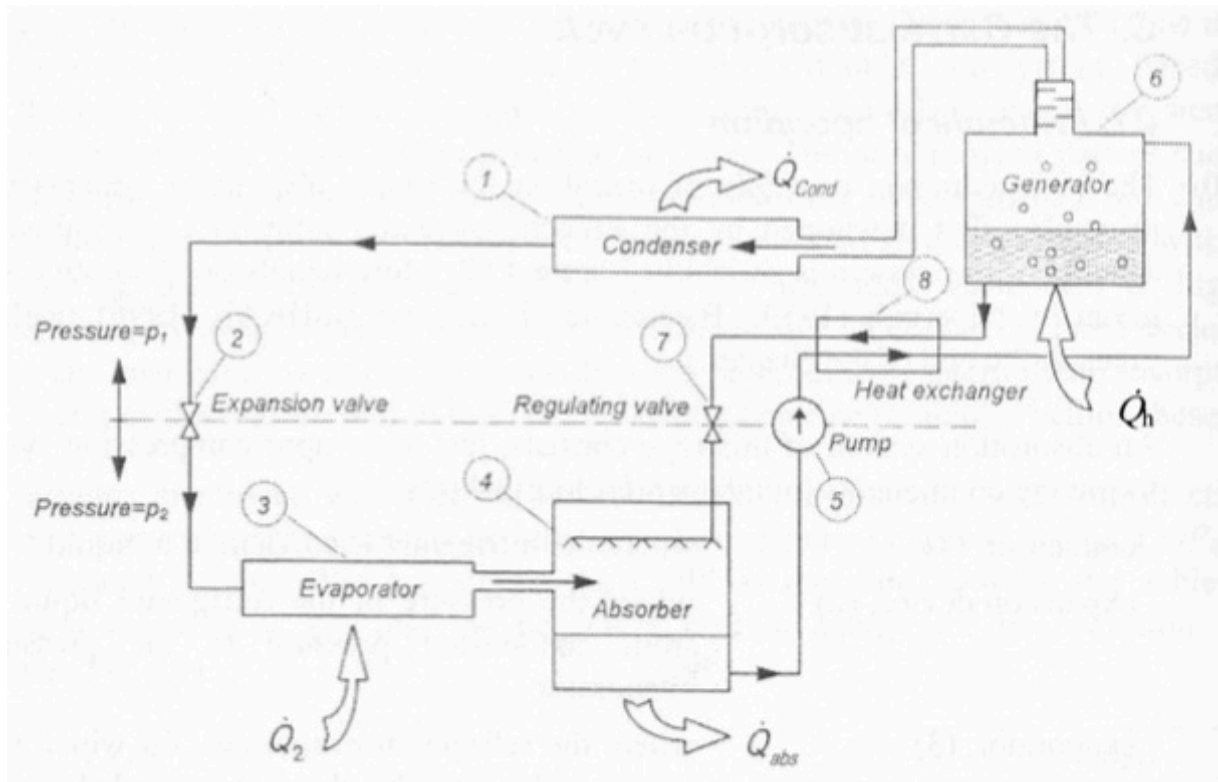 6
1
Q̇Cond
Generator
Condenser
8
Pressure=p1
2
7
Heat exchanger
Q̇h
Expansion valve
Regulating valve
Pump
Pressure=p2
4
5
3
Evaporator
Absorber
Q̇2
Q̇abs